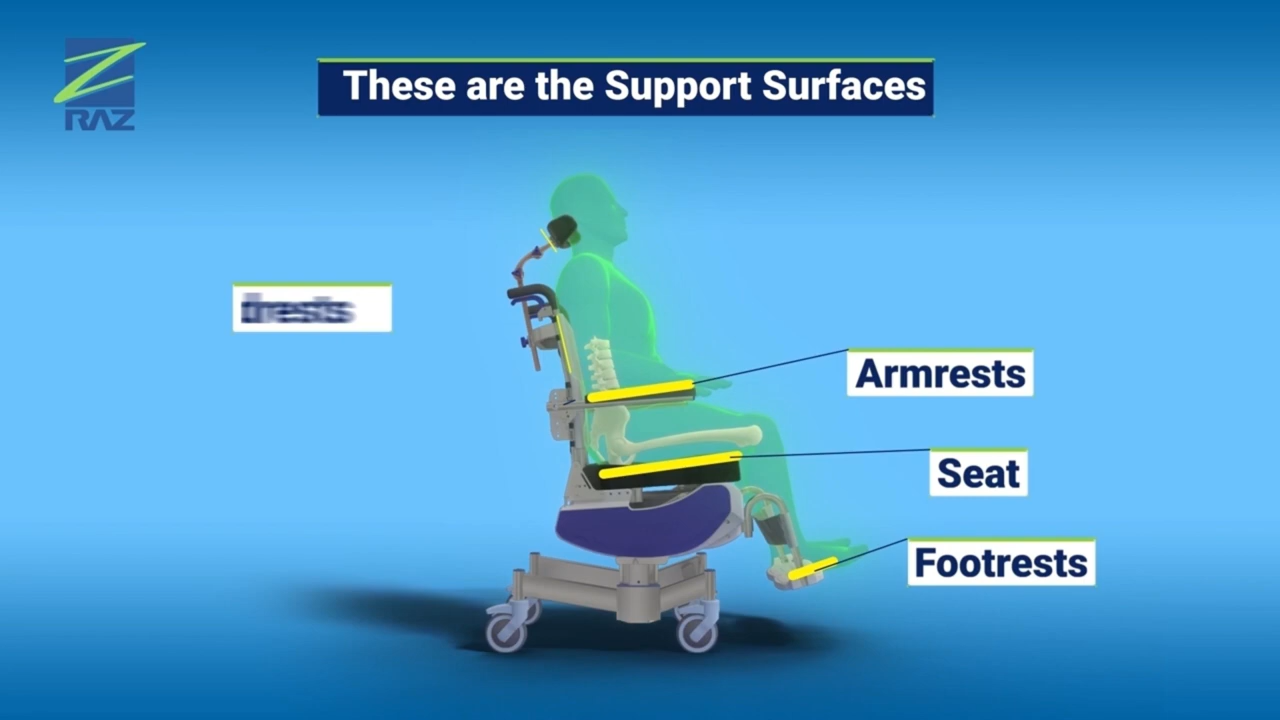 RAZ
These are the Support Surfaces
Armrests
Seat
Footrests